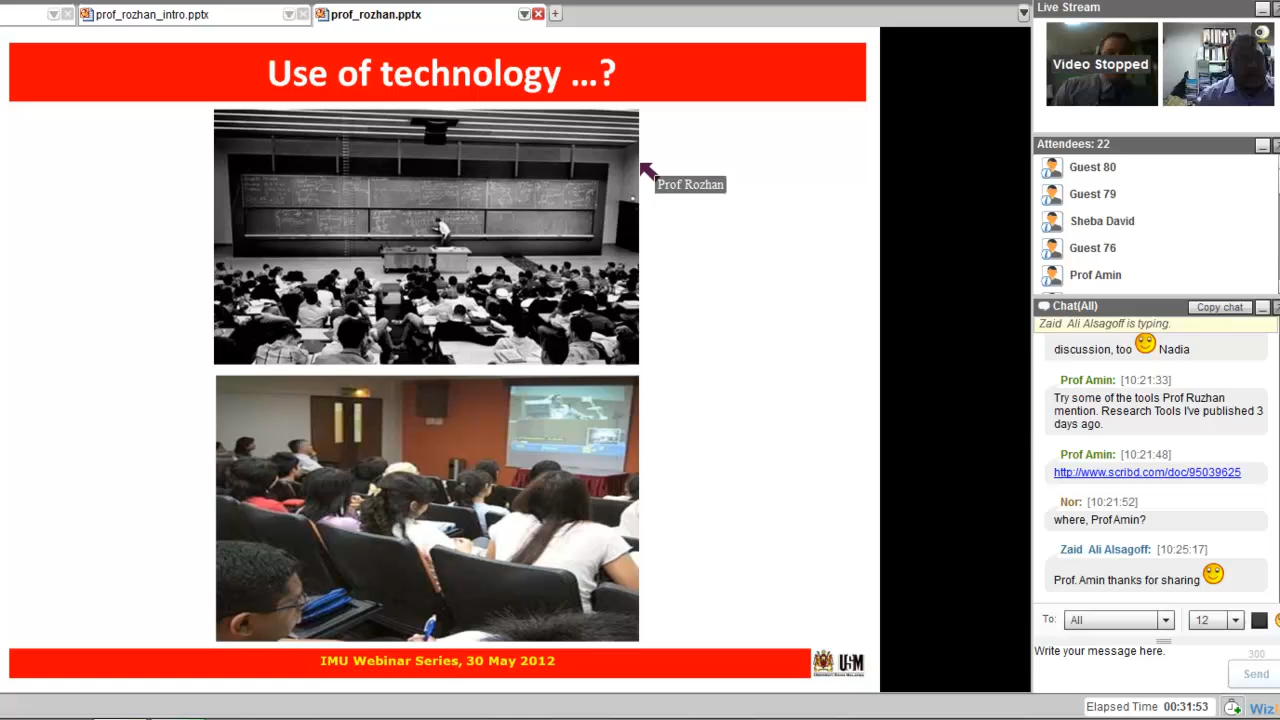 prof_rozhan_intro.pptx
prof_rozhan.pptx
Use of technology ...?
Prof Rozhan
IMU Webinar Series, 30 May 2012
USM
Live Stream
Video Stopped
Attendees: 22
Guest 80
Guest 79
Sheba David
Guest 76
Prof Amin
Chat(All)
Copy chat
Zaid Ali Alsagoff is typing.
discussion, too Nadia
Prof Amin: [10:21:33]
Try some of the tools Prof Ruzhan
mention. Research Tools I've published 3
days ago.
Prof Amin: [10:21:48]
http://www.scribd.com/doc/95039625
Nor: [10:21:52]
where, Prof Amin?
Zaid Ali Alsagoff: [10:25:17]
Prof. Amin thanks for sharing
To: All 12
Write your message here.
300
Send
Elapsed Time 00:31:53
Wiz